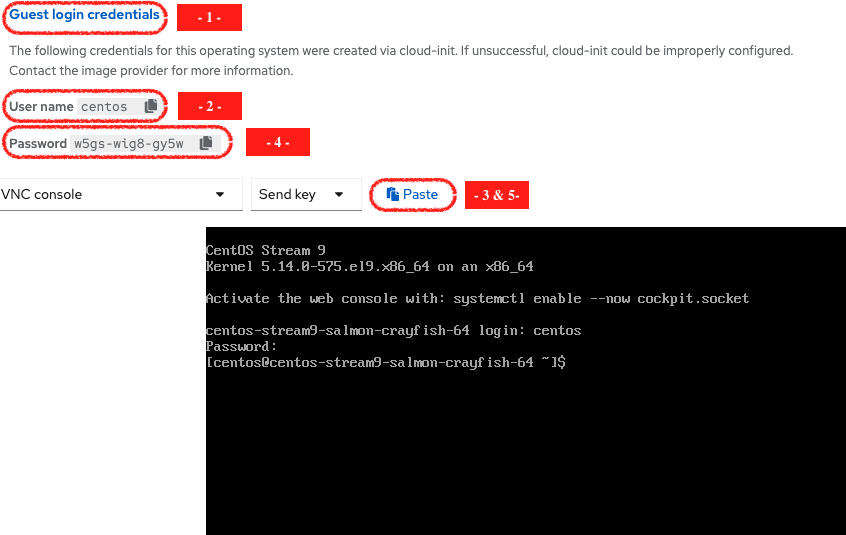 Guest login credentials - 1 -
The following credentials for this operating system were created via cloud-init. If unsuccessful, cloud-init could be improperly configured.
Contact the image provider for more information.
User name centos - 2 -
Password w5gs-wig8-gy5w - 4 -
VNC console Send key Paste - 3 & 5-
CentOS Stream 9
Kernel 5.14.0-575.el9.x86_64 on an x86_64
Activate the web console with: systemctl enable --now cockpit.socket
centos-stream9-salmon-crayfish-64 login: centos
Password:
[centos@centos-stream9-salmon-crayfish-64 ~]$